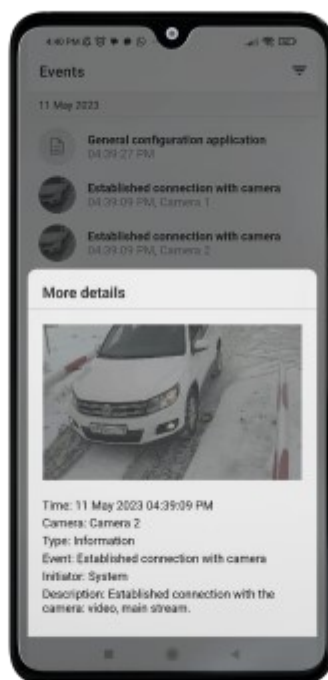 4:40 PM
Events
11 May 2023
General configuration application
04:39:27 PM
Established connection with camera
04:39:09 PM, Camera 1
Established connection with camera
04:39:09 PM, Camera 2
More details
Time: 11 May 2023 04:39:09 PM
Camera: Camera 2
Type: Information
Event: Established connection with camera
Initiator: System
Description: Established connection with the
camera: video, main stream.